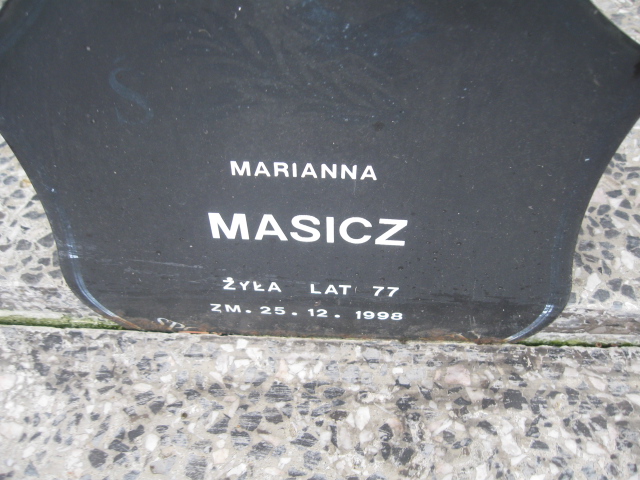 MARIANNA
MASICZ
ŻYŁA LAT 77
ZM. 25. 12. 1998